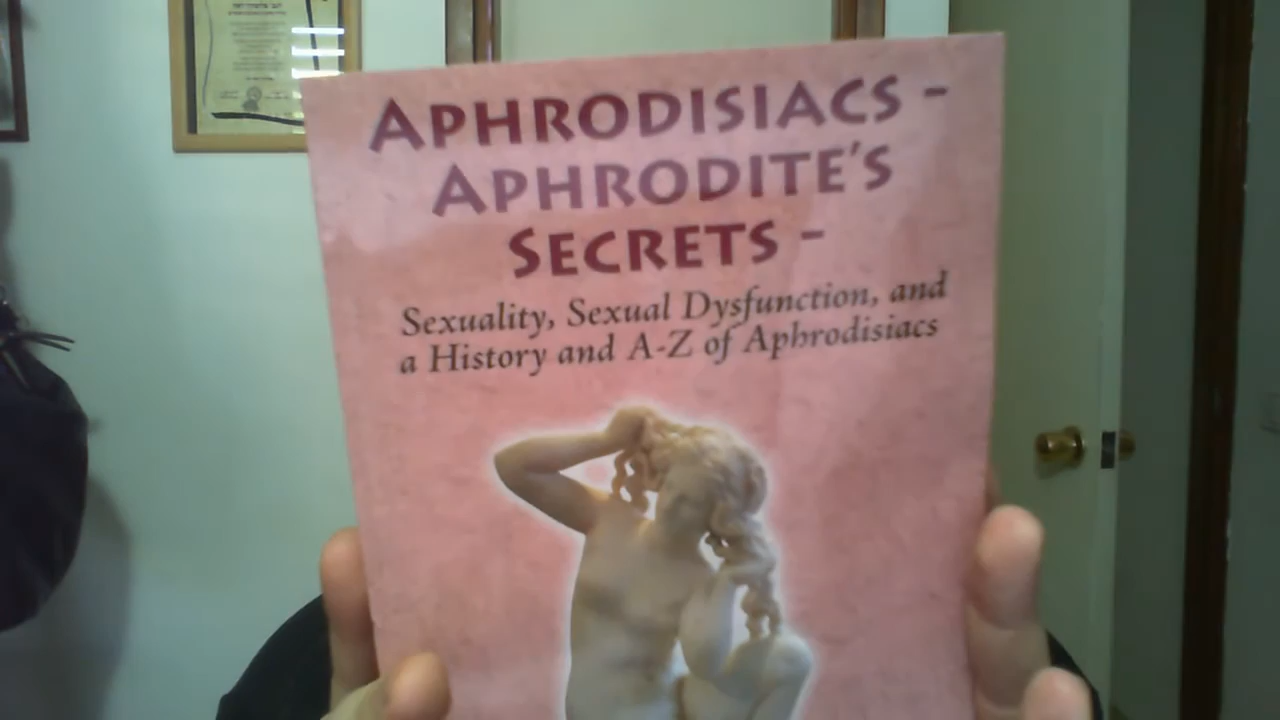 APHRODISIACS -
APHRODITE'S
SECRETS -
Sexuality, Sexual Dysfunction, and
a History and A-Z of Aphrodisiacs